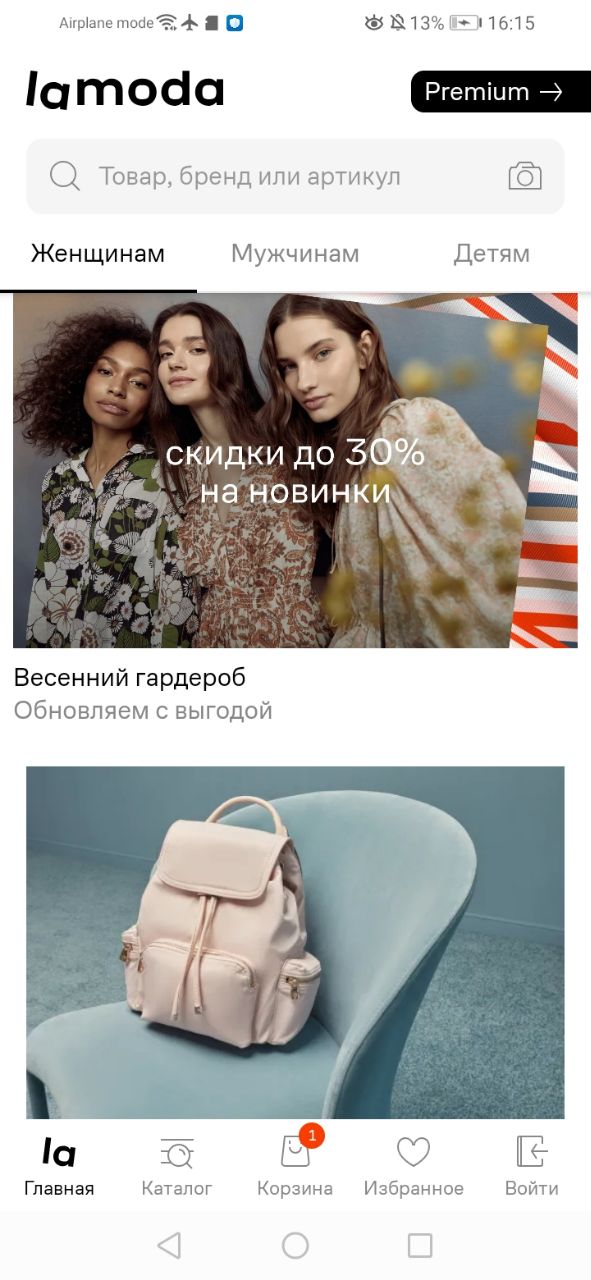 Airplane mode 13% 16:15
lamoda
Premium →
Товар, бренд или артикул
Женщинам Мужчинам Детям
скидки до 30%
на новинки
Весенний гардероб
Обновляем с выгодой
la 1
Главная Каталог Корзина Избранное Войти